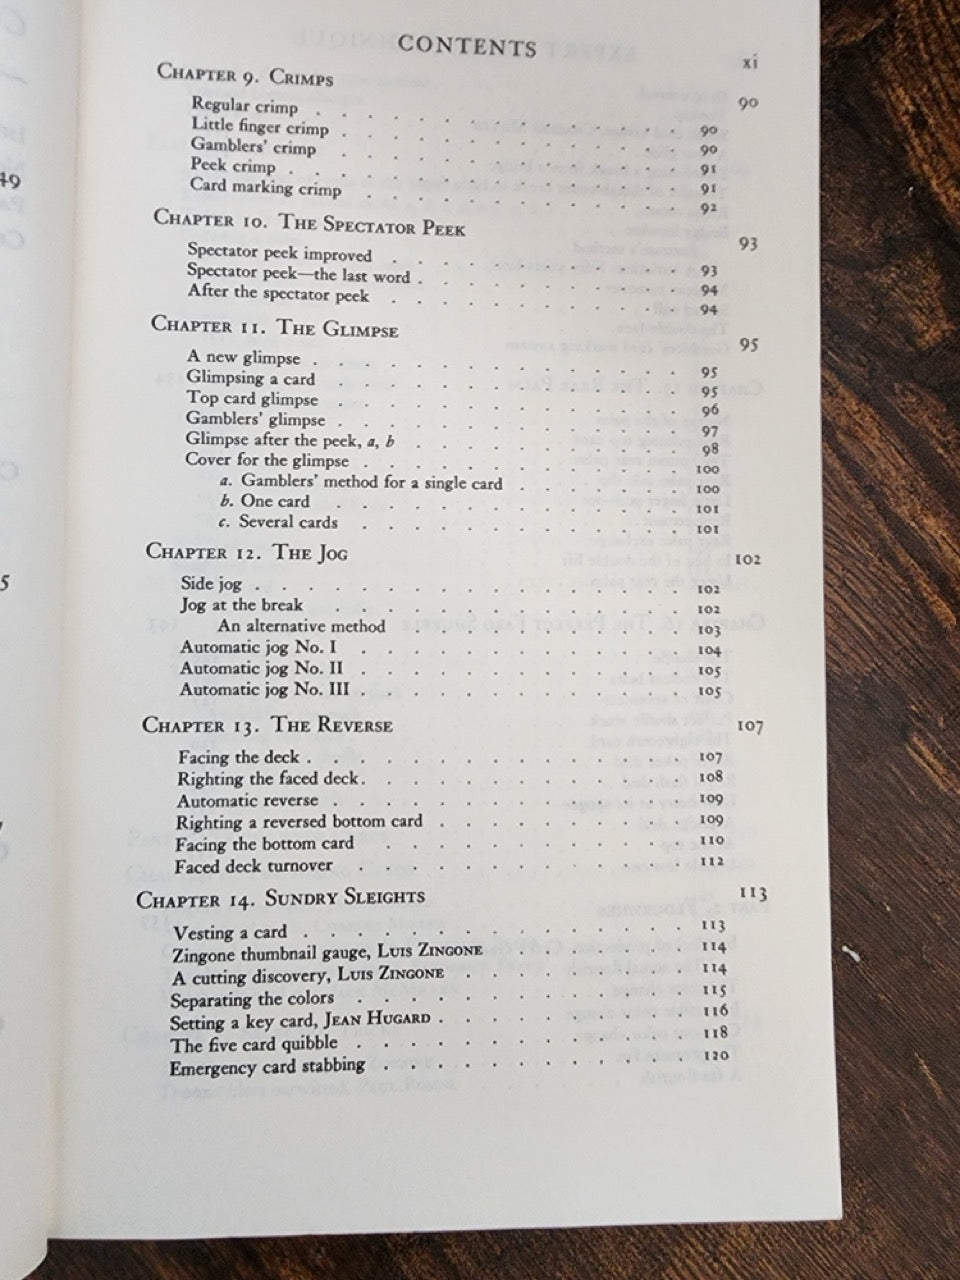 CONTENTS
xi
CHAPTER 9. CRIMPS 90
Regular crimp . . . . . . . . . . . . . . 90
Little finger crimp . . . . . . . . . . . . . 90
Gamblers' crimp . . . . . . . . . . . . . 91
Peek crimp . . . . . . . . . . . . . . . 91
Card marking crimp . . . . . . . . . . . . 92
CHAPTER 10. THE SPECTATOR PEEK 93
Spectator peek improved . . . . . . . . . . . 93
Spectator peek—the last word . . . . . . . . . . 94
After the spectator peek . . . . . . . . . . . 94
CHAPTER 11. THE GLIMPSE 95
A new glimpse . . . . . . . . . . . . . . 95
Glimpsing a card . . . . . . . . . . . . . 95
Top card glimpse . . . . . . . . . . . . . 96
Gamblers' glimpse . . . . . . . . . . . . . 97
Glimpse after the peek, a, b . . . . . . . . . . 98
Cover for the glimpse . . . . . . . . . . . . 100
a. Gamblers' method for a single card . . . . . . 100
b. One card . . . . . . . . . . . . . . 101
c. Several cards . . . . . . . . . . . . 101
CHAPTER 12. THE JOG 102
Side jog . . . . . . . . . . . . . . . . 102
Jog at the break . . . . . . . . . . . . . . 102
An alternative method . . . . . . . . . . 103
Automatic jog No. I . . . . . . . . . . . . 104
Automatic jog No. II . . . . . . . . . . . . 105
Automatic jog No. III . . . . . . . . . . . . 105
CHAPTER 13. THE REVERSE 107
Facing the deck . . . . . . . . . . . . . . 107
Righting the faced deck . . . . . . . . . . . . 108
Automatic reverse . . . . . . . . . . . . . 109
Righting a reversed bottom card . . . . . . . . . 109
Facing the bottom card . . . . . . . . . . . 110
Faced deck turnover . . . . . . . . . . . . 112
CHAPTER 14. SUNDRY SLEIGHTS 113
Vesting a card . . . . . . . . . . . . . . 113
Zingone thumbnail gauge, LUIS ZINGONE . . . . . . . 114
A cutting discovery, LUIS ZINGONE . . . . . . . . . 114
Separating the colors . . . . . . . . . . . . 115
Setting a key card, JEAN HUGARD . . . . . . . . . 116
The five card quibble . . . . . . . . . . . . 118
Emergency card stabbing . . . . . . . . . . . 120